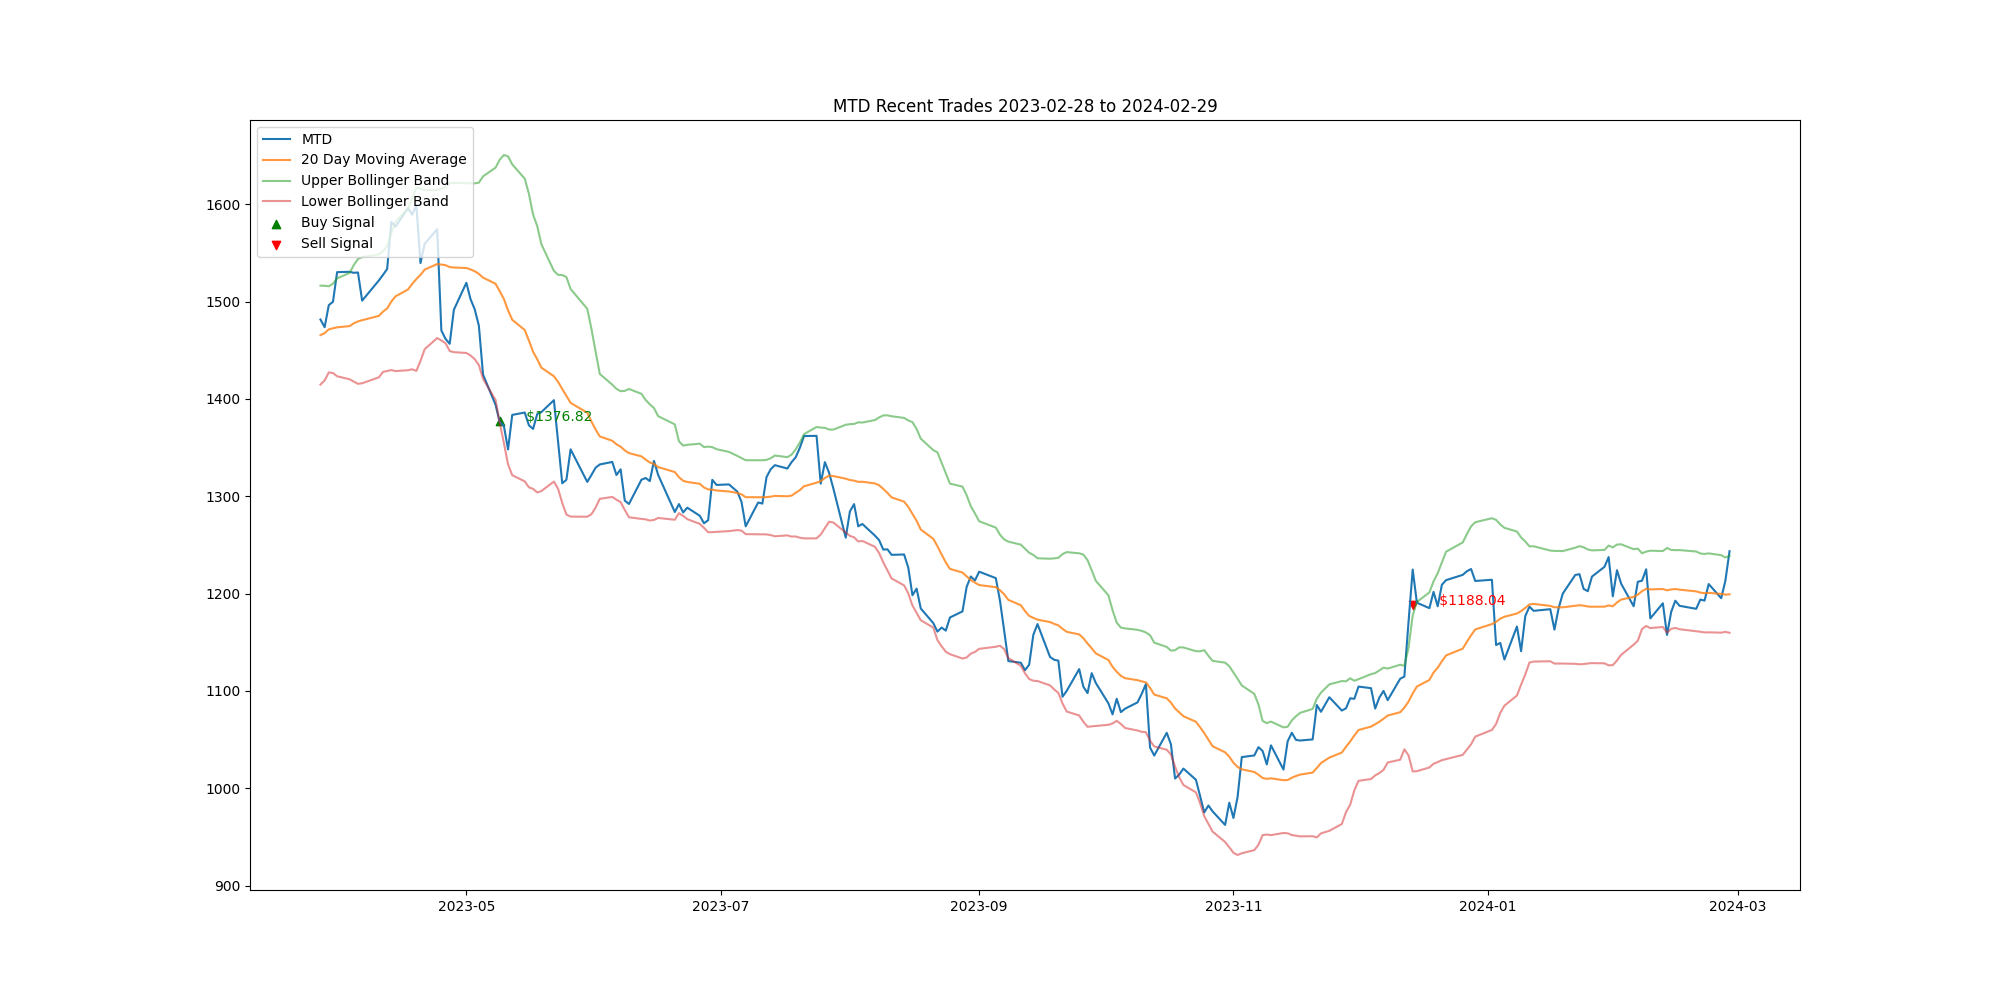 MTD Recent Trades 2023-02-28 to 2024-02-29
MTD
20 Day Moving Average
Upper Bollinger Band
Lower Bollinger Band
Buy Signal
Sell Signal
1600
1500
1400
1300
1200
1100
1000
900
$1376.82
$1188.04
2023-05
2023-07
2023-09
2023-11
2024-01
2024-03